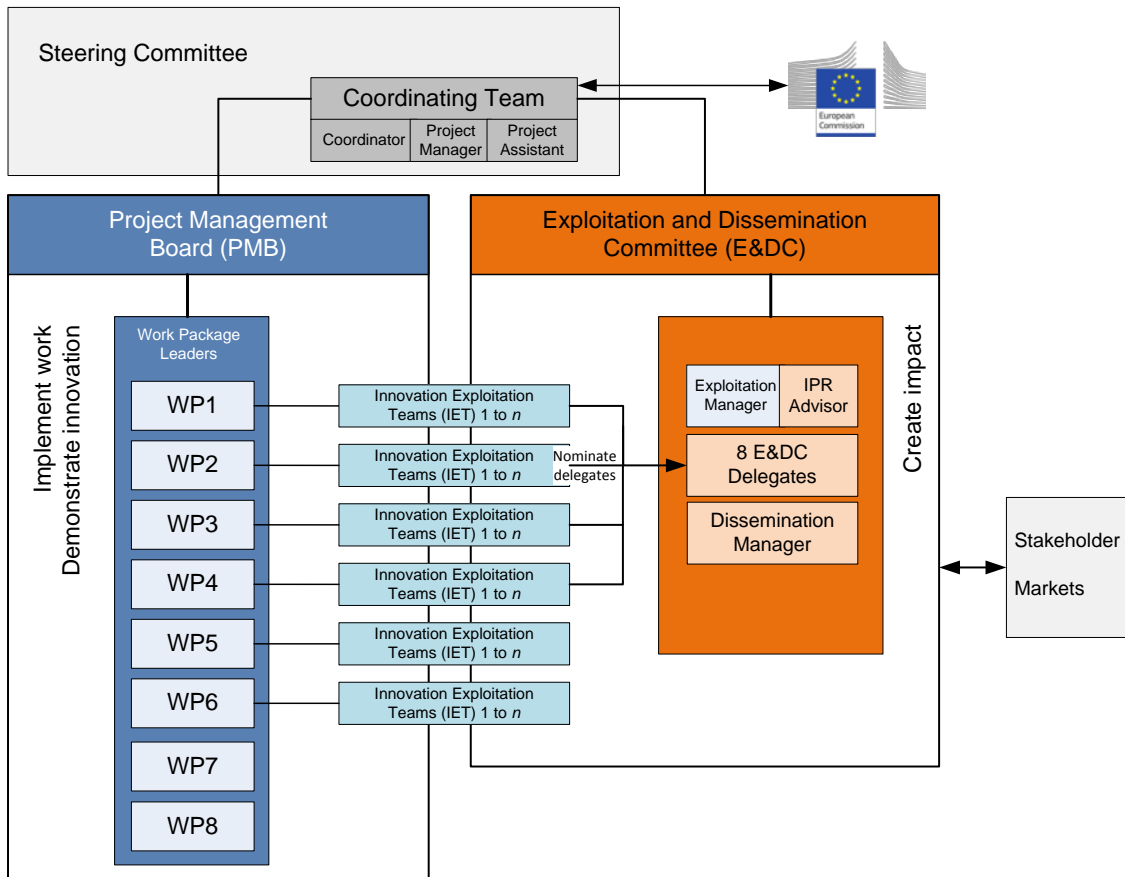 Steering Committee
Coordinating Team
Coordinator
Project
Manager
Project
Assistant
European
Commission
Project Management
Board (PMB)
Exploitation and Dissemination
Committee (E&DC)
Implement work
Demonstrate innovation
Work Package
Leaders
WP1
WP2
WP3
WP4
WP5
WP6
WP7
WP8
Innovation Exploitation
Teams (IET) 1 to n
Innovation Exploitation
Teams (IET) 1 to n
Innovation Exploitation
Teams (IET) 1 to n
Innovation Exploitation
Teams (IET) 1 to n
Innovation Exploitation
Teams (IET) 1 to n
Innovation Exploitation
Teams (IET) 1 to n
Nominate
delegates
Exploitation
Manager
IPR
Advisor
8 E&DC
Delegates
Dissemination
Manager
Create impact
Stakeholder
Markets